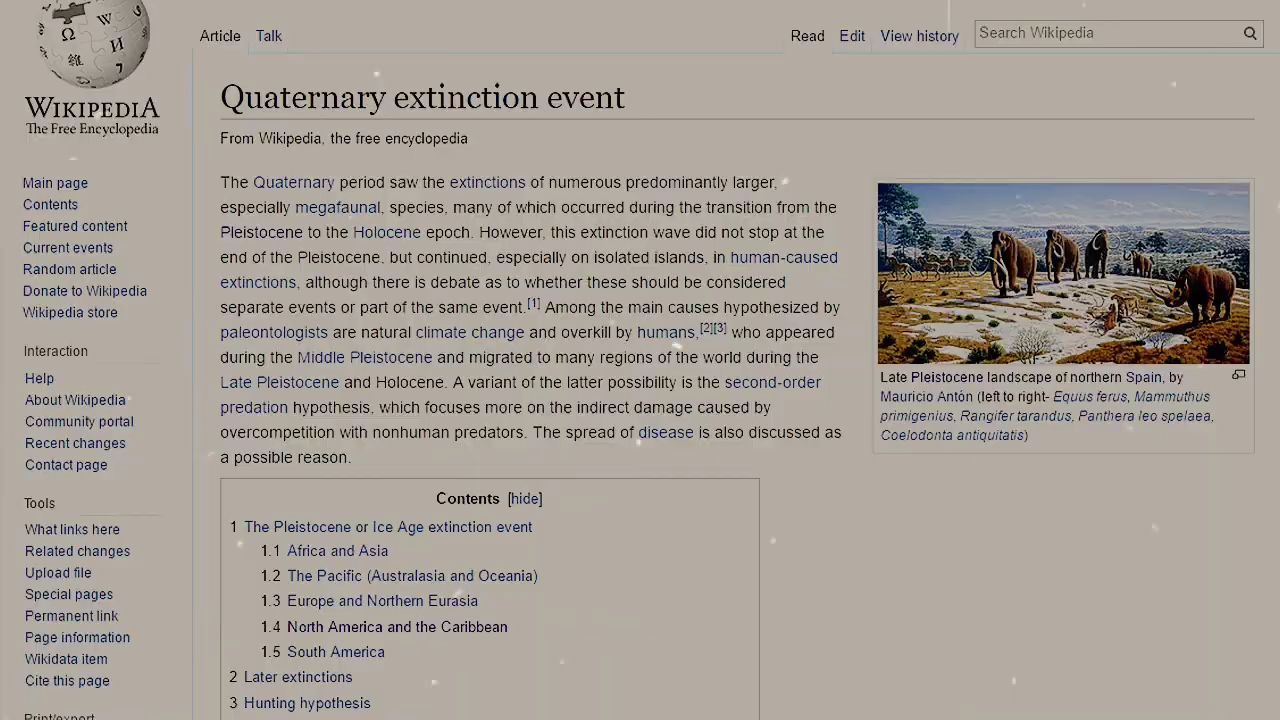 WIKIPEDIA
The Free Encyclopedia
Main page
Contents
Featured content
Current events
Random article
Donate to Wikipedia
Wikipedia store
Interaction
Help
About Wikipedia
Community portal
Recent changes
Contact page
Tools
What links here
Related changes
Upload file
Special pages
Permanent link
Page information
Wikidata item
Cite this page
Print/export
Article Talk
Read Edit View history
Search Wikipedia
Quaternary extinction event
From Wikipedia, the free encyclopedia
The Quaternary period saw the extinctions of numerous predominantly larger,
especially megafaunal, species, many of which occurred during the transition from the
Pleistocene to the Holocene epoch. However, this extinction wave did not stop at the
end of the Pleistocene, but continued, especially on isolated islands, in human-caused
extinctions, although there is debate as to whether these should be considered
separate events or part of the same event.[1] Among the main causes hypothesized by
paleontologists are natural climate change and overkill by humans,[2][3] who appeared
during the Middle Pleistocene and migrated to many regions of the world during the
Late Pleistocene and Holocene. A variant of the latter possibility is the second-order
predation hypothesis, which focuses more on the indirect damage caused by
overcompetition with nonhuman predators. The spread of disease is also discussed as
a possible reason.
Late Pleistocene landscape of northern Spain, by
Mauricio Antón (left to right- Equus ferus, Mammuthus
primigenius, Rangifer tarandus, Panthera leo spelaea,
Coelodonta antiquitatis)
Contents [hide]
1 The Pleistocene or Ice Age extinction event
1.1 Africa and Asia
1.2 The Pacific (Australasia and Oceania)
1.3 Europe and Northern Eurasia
1.4 North America and the Caribbean
1.5 South America
2 Later extinctions
3 Hunting hypothesis